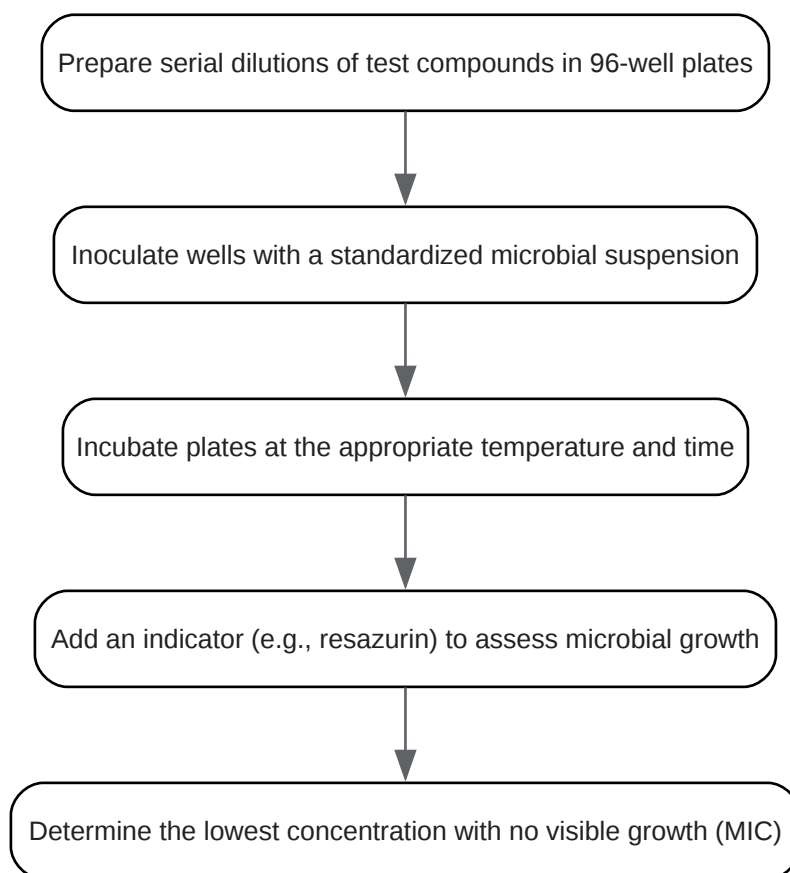 Prepare serial dilutions of test compounds in 96-well plates
Inoculate wells with a standardized microbial suspension
Incubate plates at the appropriate temperature and time
Add an indicator (e.g., resazurin) to assess microbial growth
Determine the lowest concentration with no visible growth (MIC)